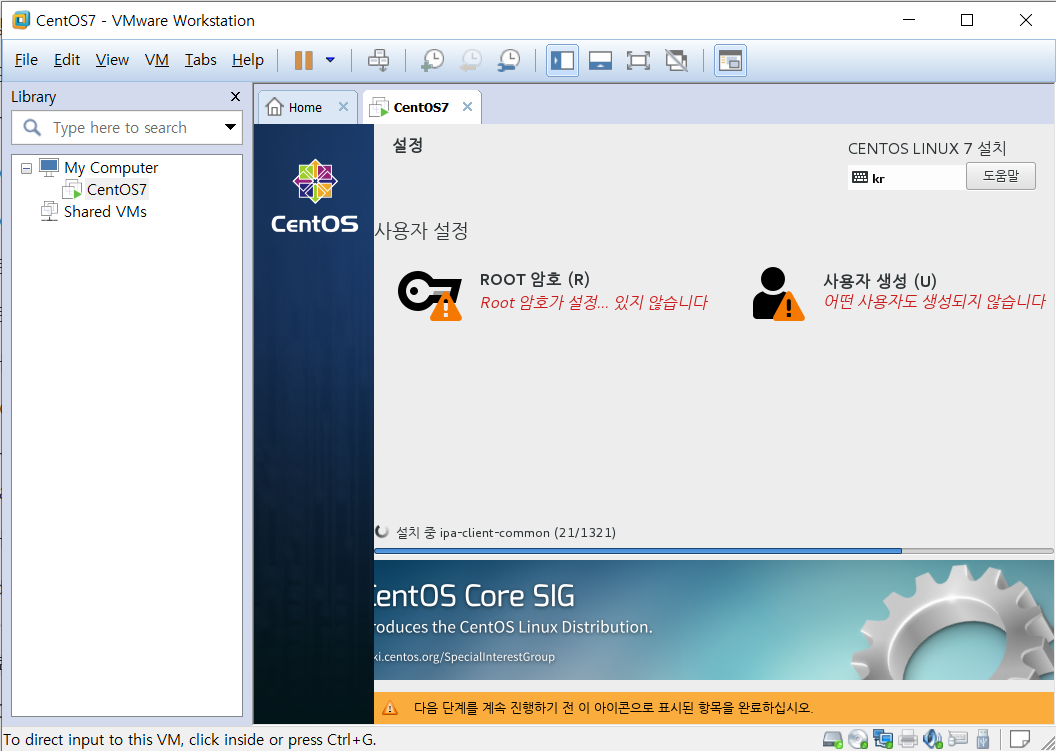 CentOS7 - VMware Workstation
File Edit View VM Tabs Help
Library
Type here to search
My Computer
CentOS7
Shared VMs
Home
CentOS7
CentOS
설정
CENTOS LINUX 7 설치
kr
도움말
사용자 설정
ROOT 암호 (R)
Root 암호가 설정... 있지 않습니다
사용자 생성 (U)
어떤 사용자도 생성되지 않습니다
설치 중 ipa-client-common (21/1321)
CentOS Core SIG
roduces the CentOS Linux Distribution.
ki.centos.org/SpecialInterestGroup
다음 단계를 계속 진행하기 전 이 아이콘으로 표시된 항목을 완료하십시오.
To direct input to this VM, click inside or press Ctrl+G.